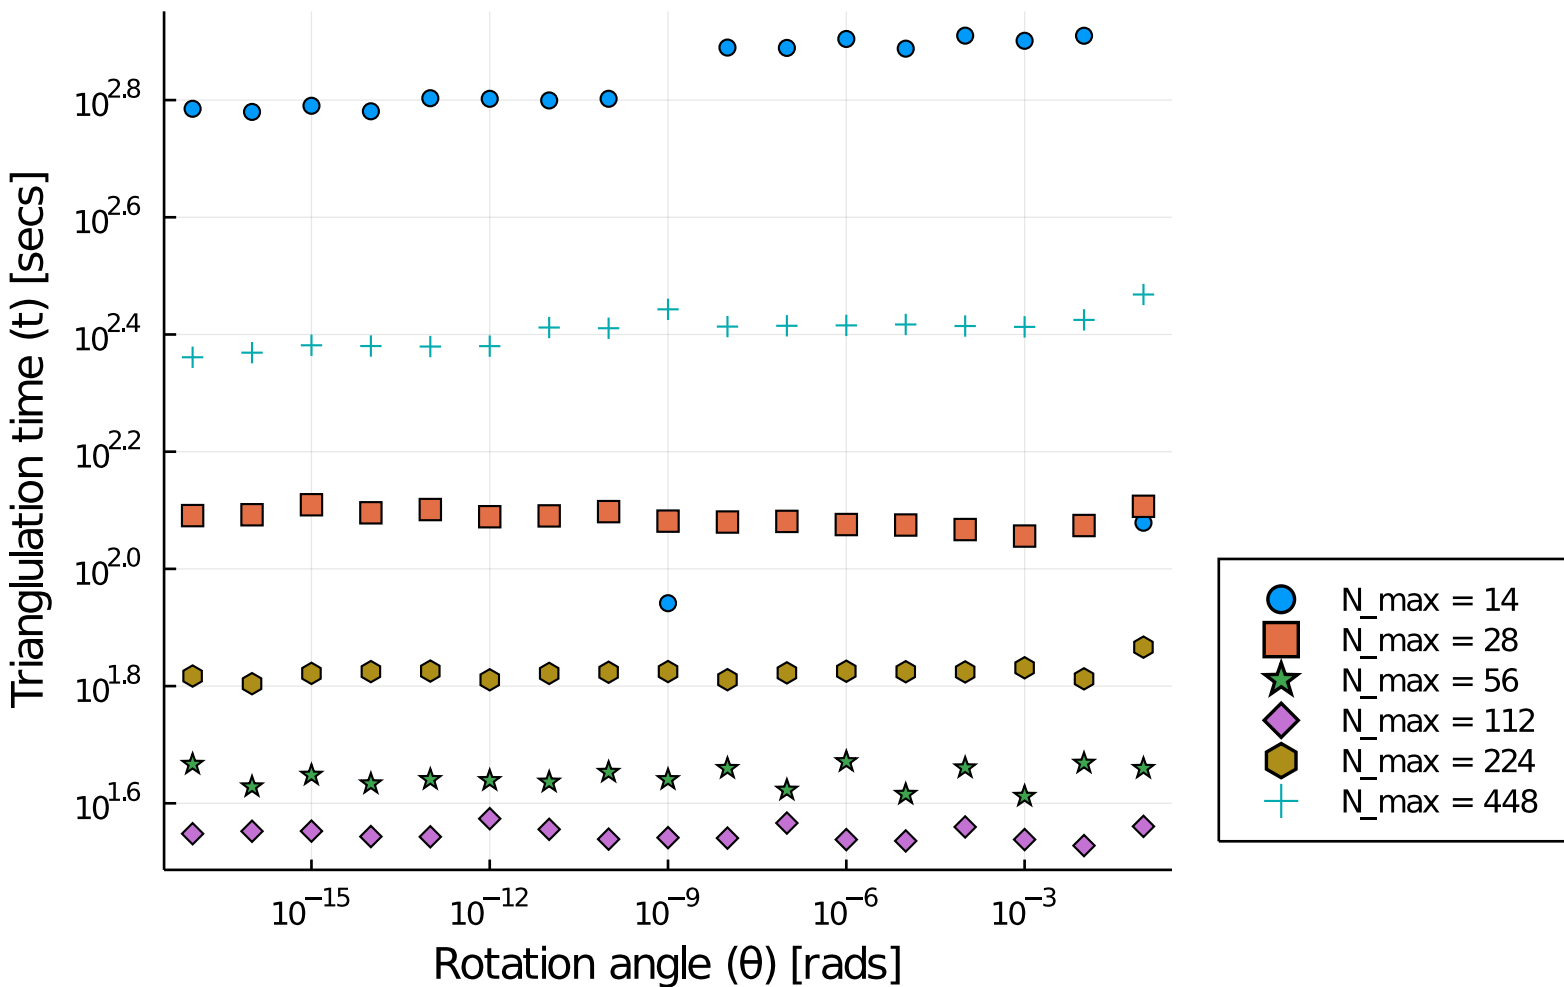 Trianglulation time (t) [secs]
10^2.8
10^2.6
10^2.4
10^2.2
10^2.0
10^1.8
10^1.6
10^−15 10^−12 10^−9 10^−6 10^−3
Rotation angle (θ) [rads]
N_max = 14
N_max = 28
N_max = 56
N_max = 112
N_max = 224
N_max = 448